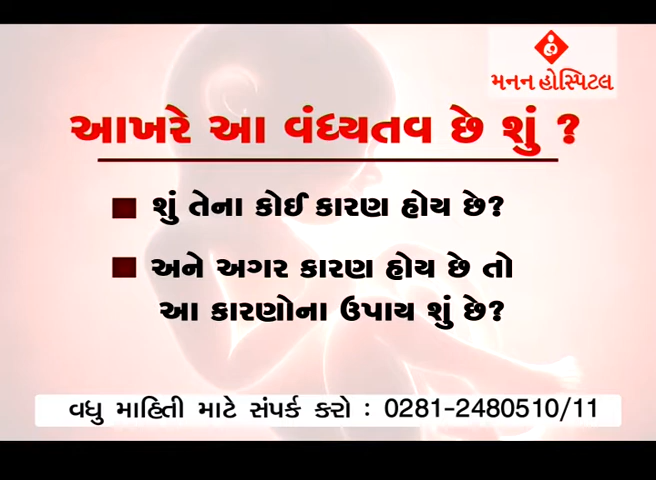 મનન હોસ્પિટલ
આખરે આ વંધ્યતવ છે શું ?
શું તેના કોઈ કારણ હોય છે?
અને અગર કારણ હોય છે તો
આ કારણોના ઉપાય શું છે?
વધુ માહિતી માટે સંપર્ક કરો : 0281-2480510/11